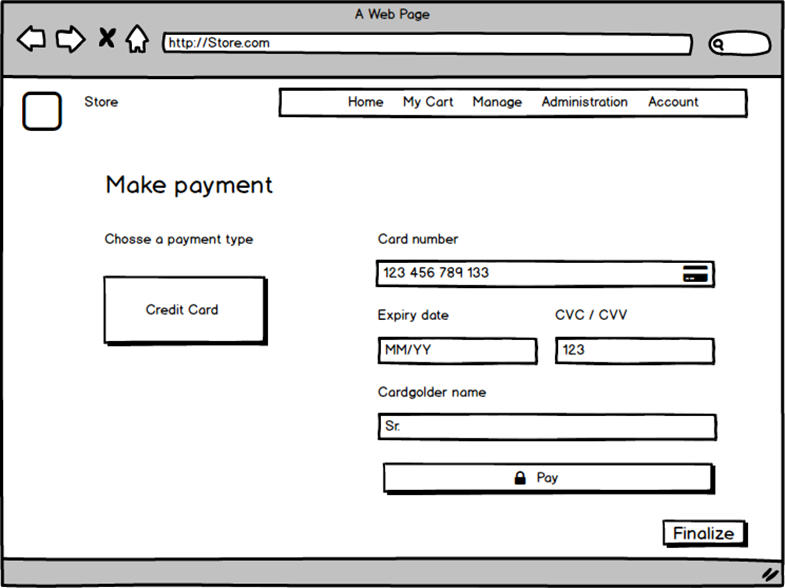 A Web Page
http://Store.com
Store
Home My Cart Manage Administration Account
Make payment
Chosse a payment type
Credit Card
Card number
123 456 789 133
Expiry date CVC / CVV
MM/YY 123
Cardgolder name
Sr.
Pay
Finalize